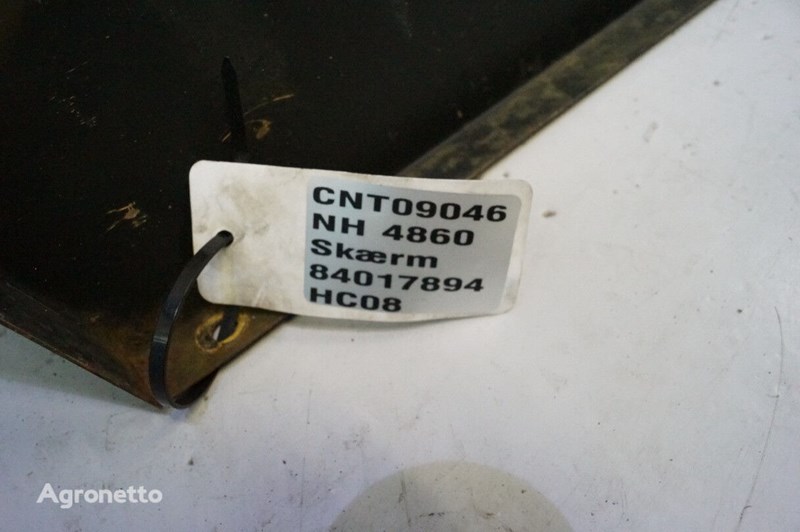 CNT09046
NH 4860
Skærm
84017894
HC08
Agronetto